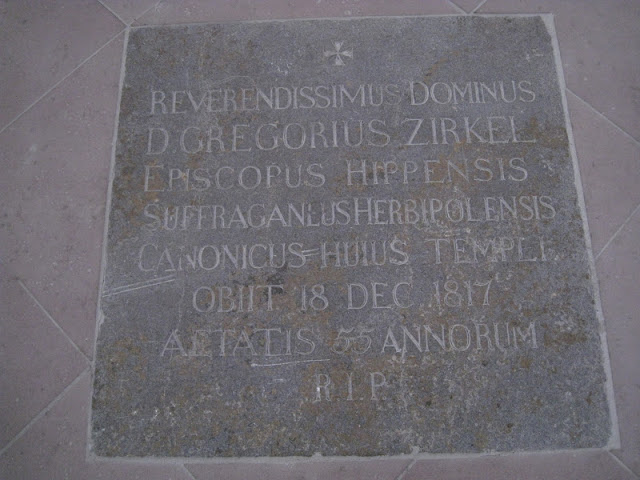 REVERENDISSIMUS DOMINUS
D. GREGORIUS ZIRKEL
EPISCOPUS HIPPENSIS
SUFFRAGANEUS HERBIPOLENSIS
CANONICUS HUIUS TEMPLI
OBIIT 18 DEC. 1817
AETATIS 55 ANNORUM
R.I.P.